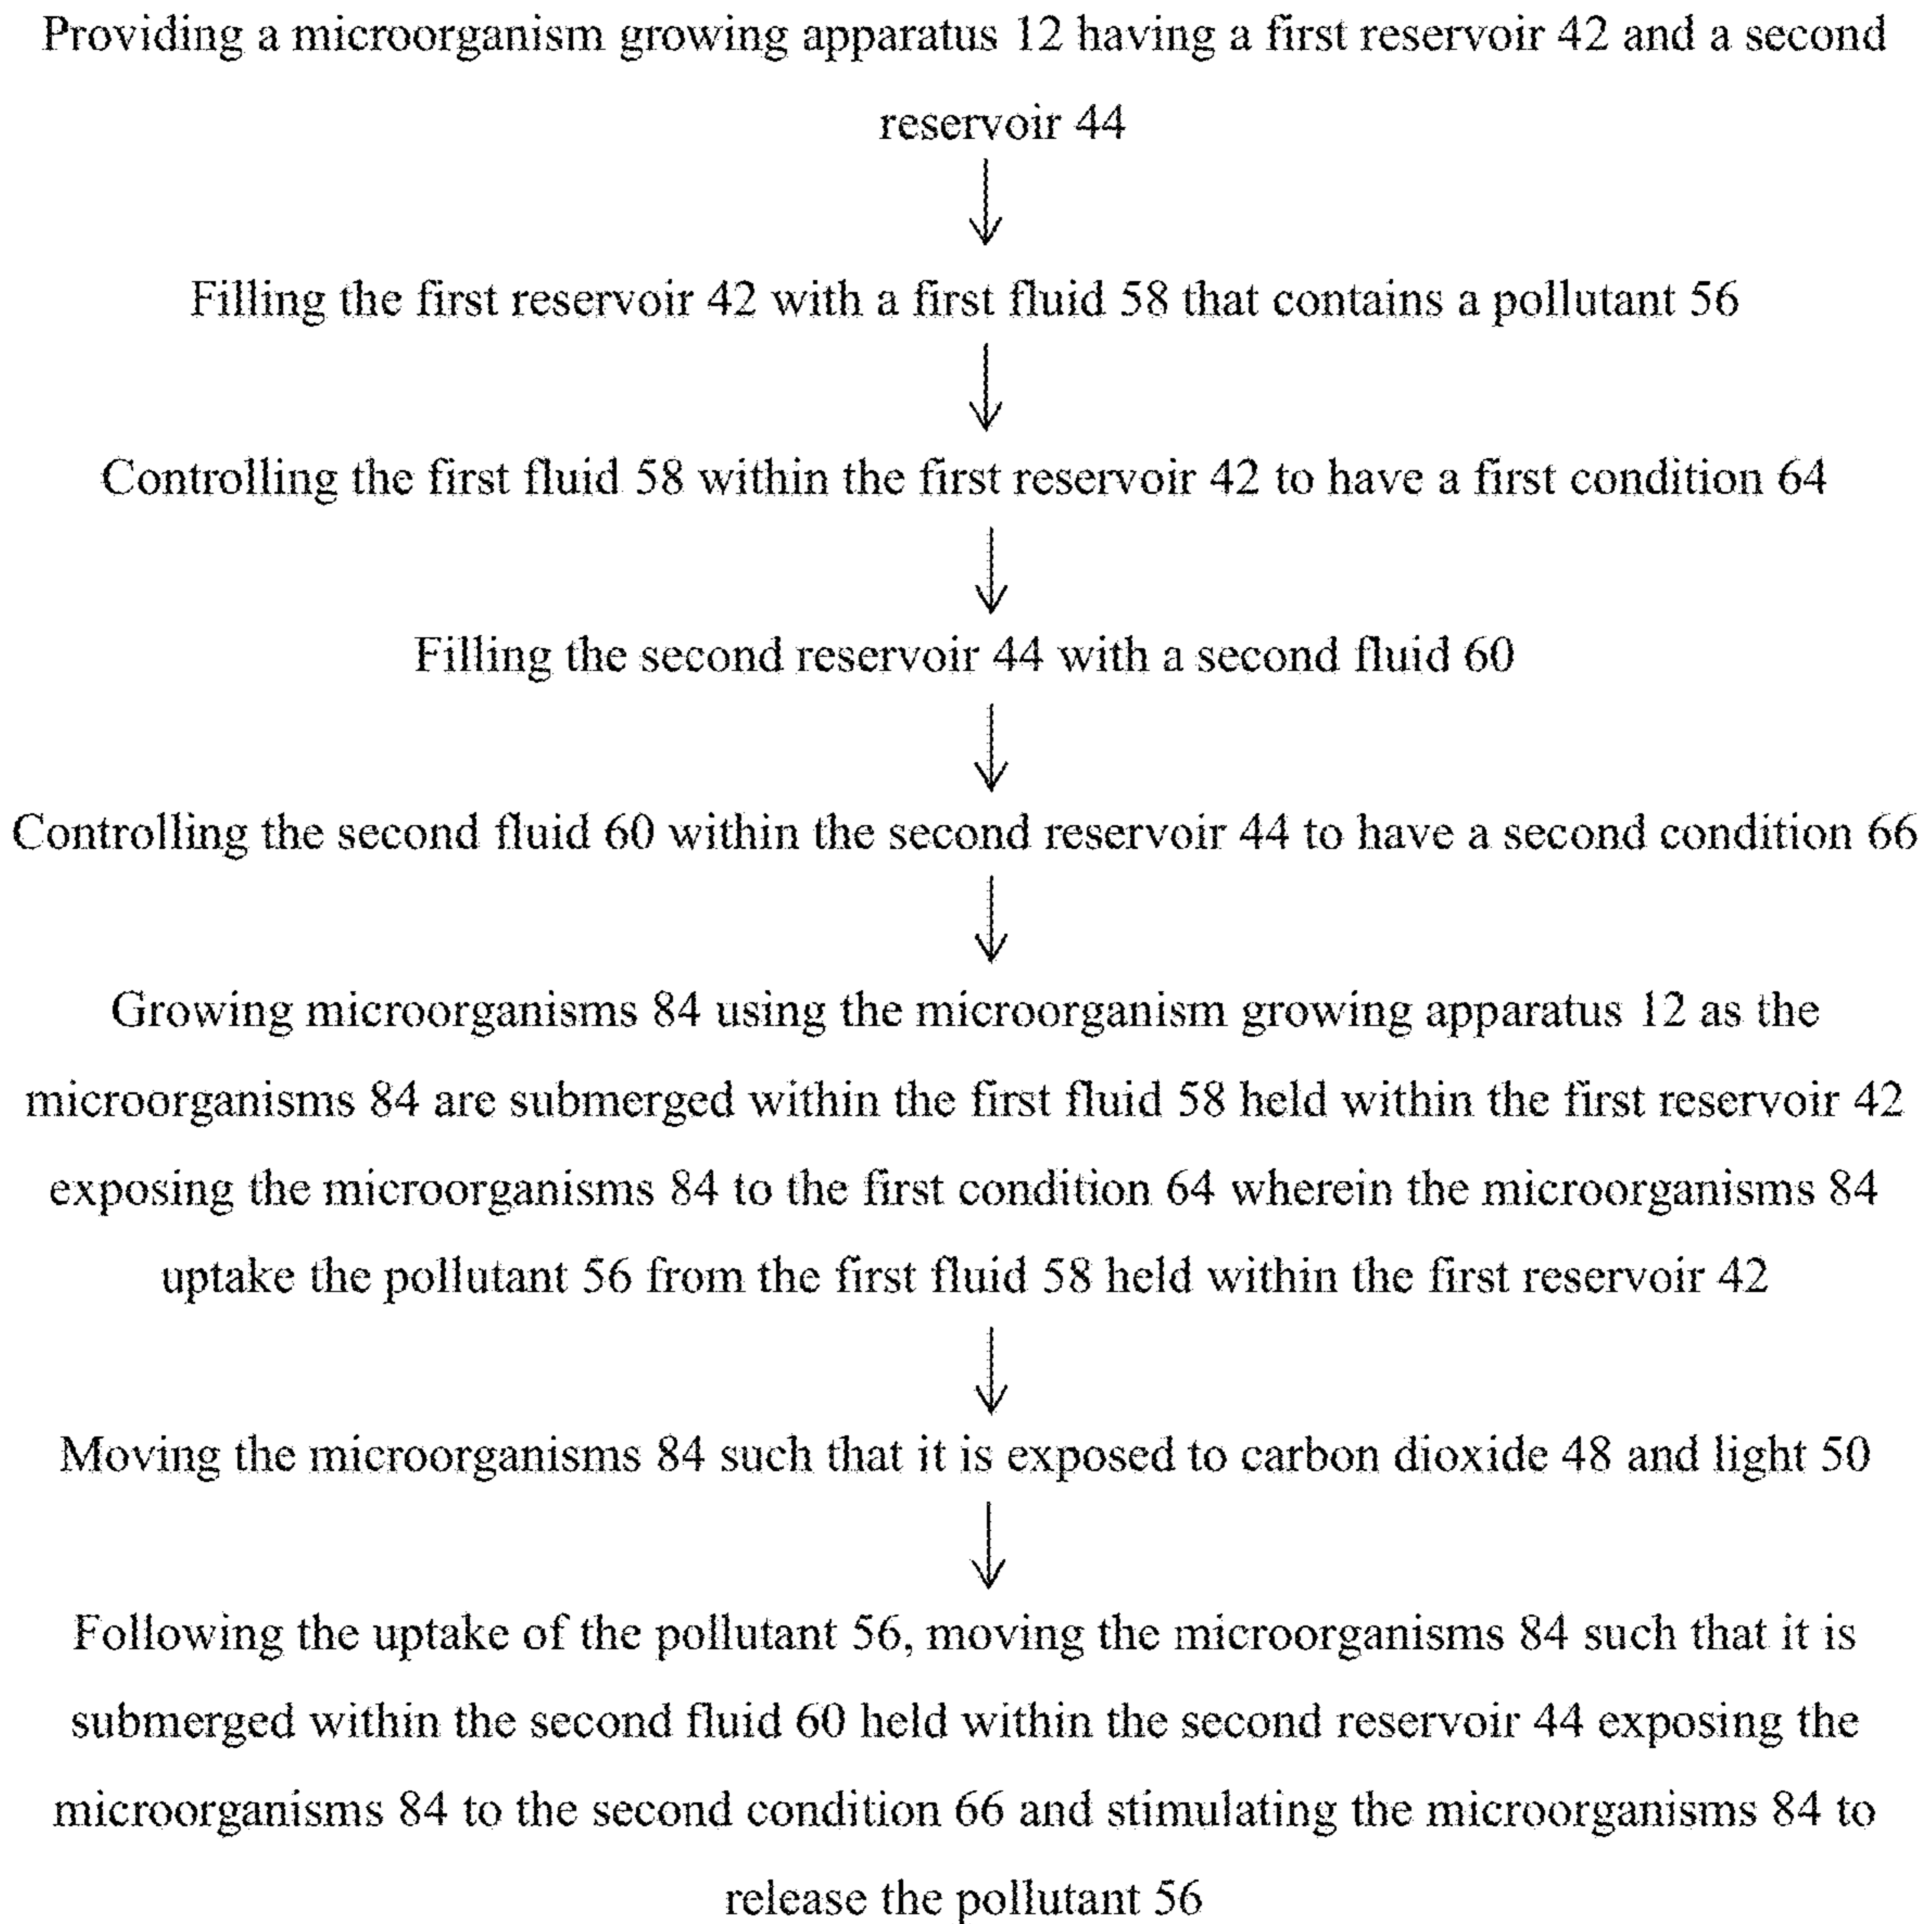 Providing a microorganism growing apparatus 12 having a first reservoir 42 and a second
reservoir 44
Filling the first reservoir 42 with a first fluid 58 that contains a pollutant 56
Controlling the first fluid 58 within the first reservoir 42 to have a first condition 64
Filling the second reservoir 44 with a second fluid 60
Controlling the second fluid 60 within the second reservoir 44 to have a second condition 66
Growing microorganisms 84 using the microorganism growing apparatus 12 as the
microorganisms 84 are submerged within the first fluid 58 held within the first reservoir 42
exposing the microorganisms 84 to the first condition 64 wherein the microorganisms 84
uptake the pollutant 56 from the first fluid 58 held within the first reservoir 42
Moving the microorganisms 84 such that it is exposed to carbon dioxide 48 and light 50
Following the uptake of the pollutant 56, moving the microorganisms 84 such that it is
submerged within the second fluid 60 held within the second reservoir 44 exposing the
microorganisms 84 to the second condition 66 and stimulating the microorganisms 84 to
release the pollutant 56